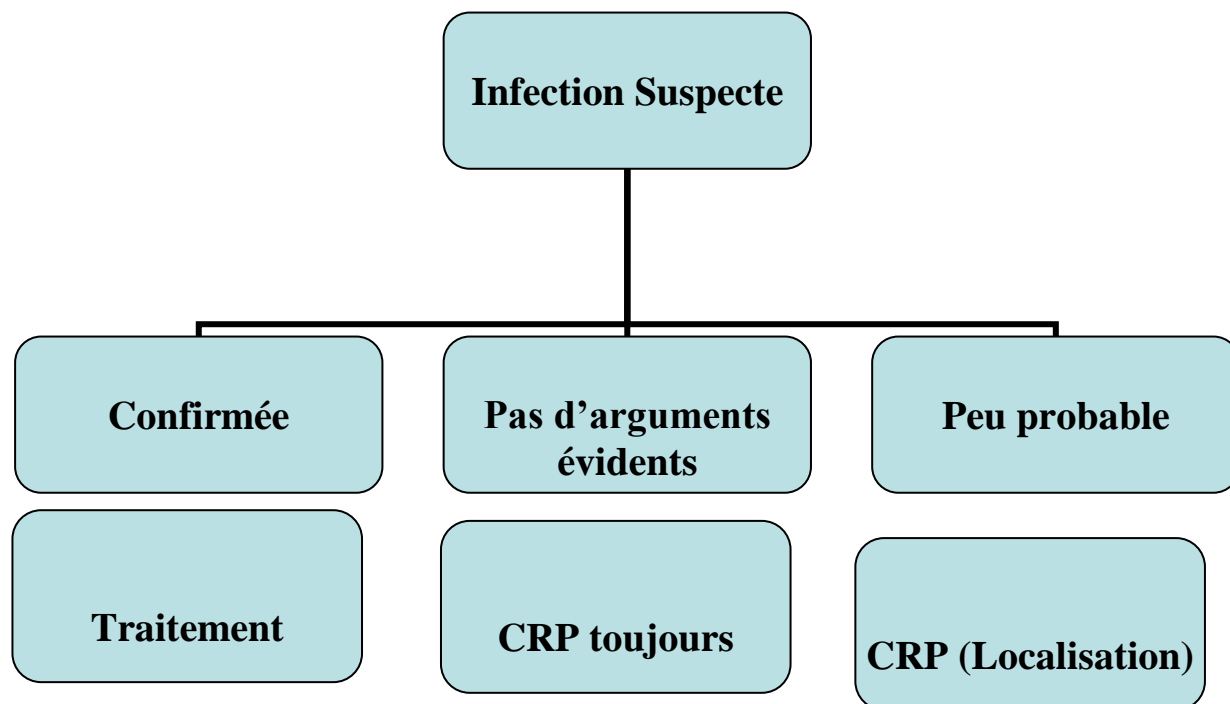 Infection Suspecte
Confirmée
Pas d’arguments
évidents
Peu probable
Traitement
CRP toujours
CRP (Localisation)